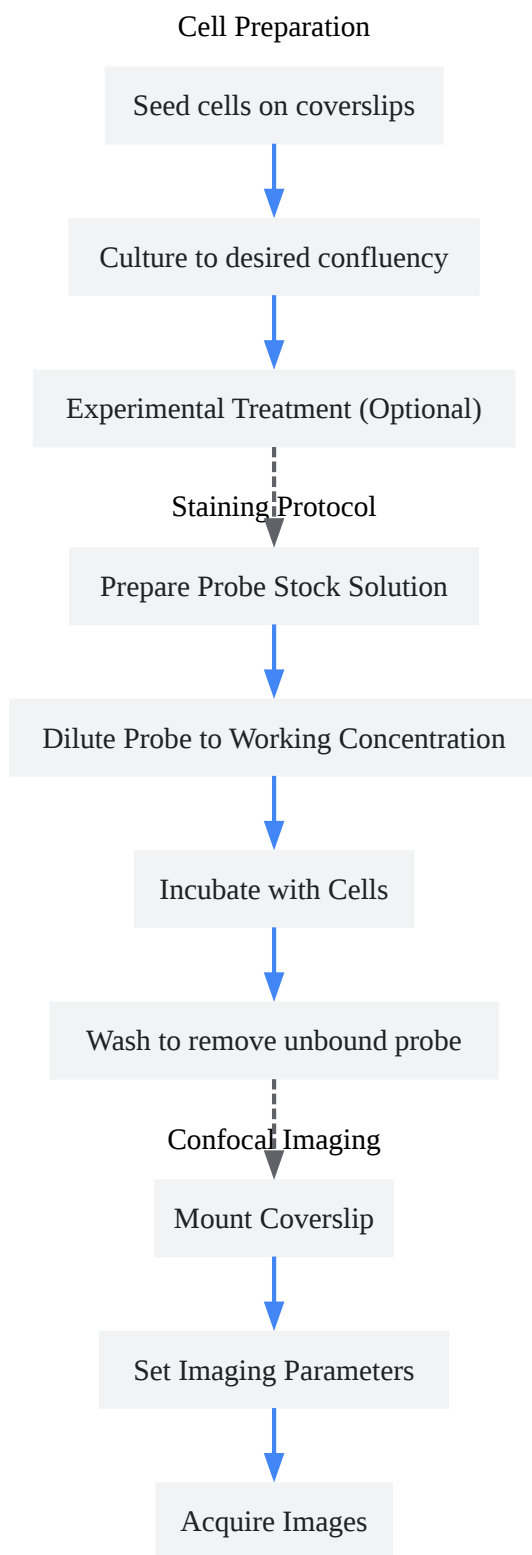 Cell Preparation
Seed cells on coverslips
Culture to desired confluency
Experimental Treatment (Optional)
Staining Protocol
Prepare Probe Stock Solution
Dilute Probe to Working Concentration
Incubate with Cells
Wash to remove unbound probe
Confocal Imaging
Mount Coverslip
Set Imaging Parameters
Acquire Images